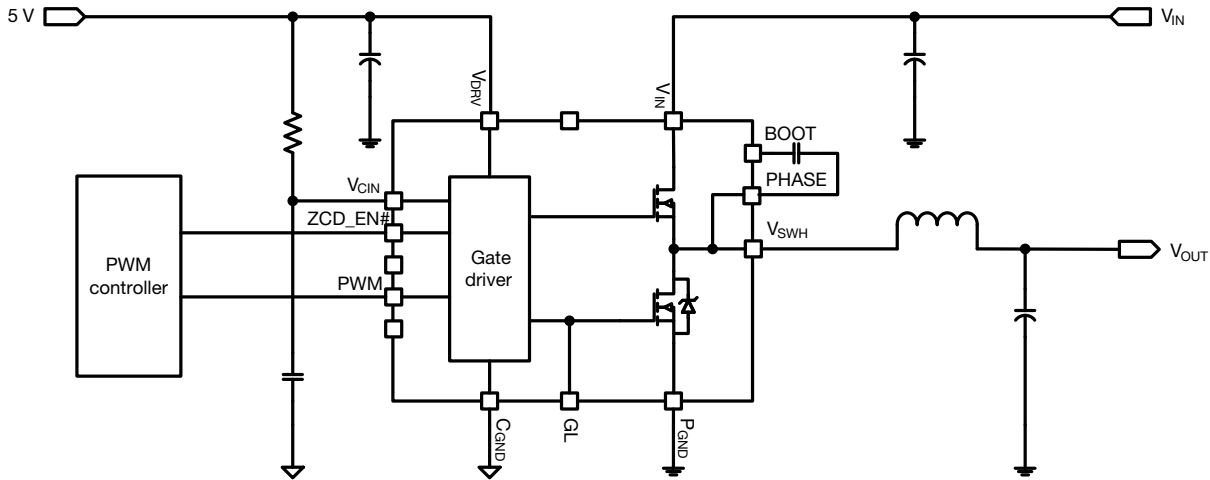 5 V
V_IN
V_DRV
V_IN
BOOT
PHASE
V_CIN
ZCD_EN#
PWM
PWM
controller
Gate
driver
V_SWH
V_OUT
C_GND
GL
P_GND